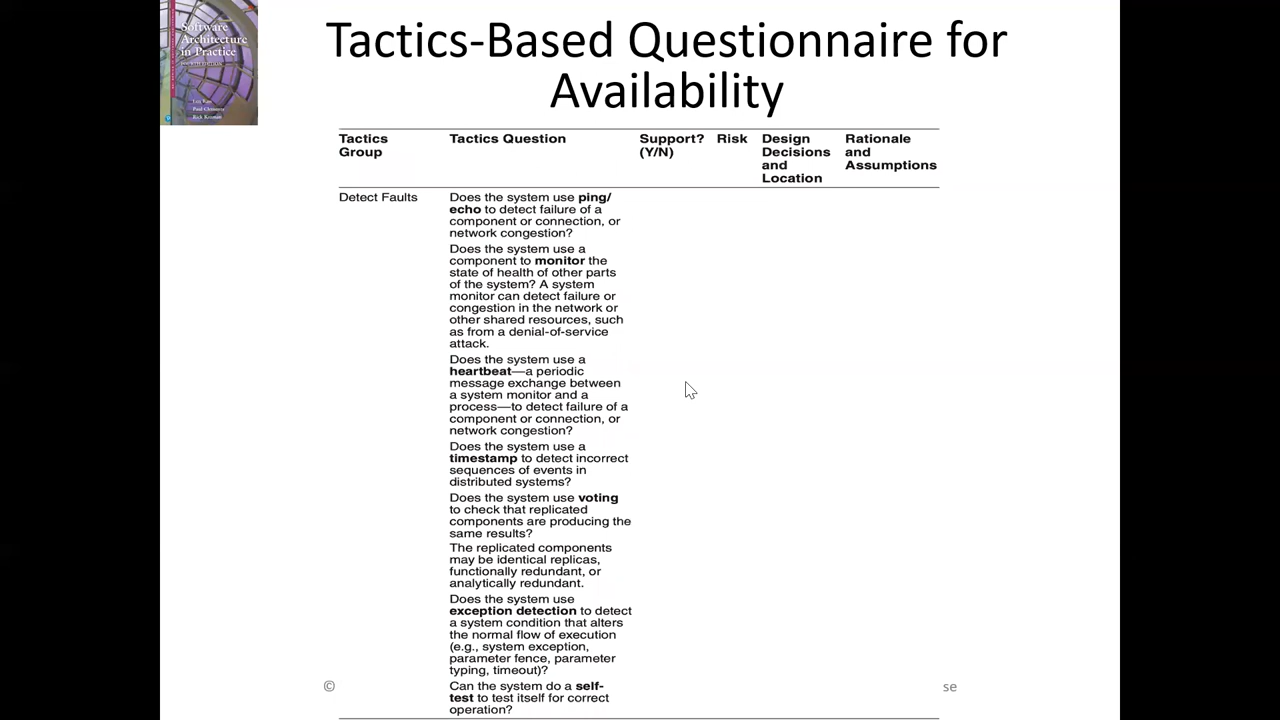 Software
Architecture
in Practice
Tactics-Based Questionnaire for
Availability
Tactics
Group
Tactics Question
Support?
(Y/N)
Risk
Design
Decisions
and
Location
Rationale
and
Assumptions
Detect Faults
Does the system use ping/
echo to detect failure of a
component or connection, or
network congestion?
Does the system use a
component to monitor the
state of health of other parts
of the system? A system
monitor can detect failure or
congestion in the network or
other shared resources, such
as from a denial-of-service
attack.
Does the system use a
heartbeat—a periodic
message exchange between
a system monitor and a
process—to detect failure of a
component or connection, or
network congestion?
Does the system use a
timestamp to detect incorrect
sequences of events in
distributed systems?
Does the system use voting
to check that replicated
components are producing the
same results?
The replicated components
may be identical replicas,
functionally redundant, or
analytically redundant.
Does the system use
exception detection to detect
a system condition that alters
the normal flow of execution
(e.g., system exception,
parameter fence, parameter
typing, timeout)?
Can the system do a self-
test to test itself for correct
operation?
© se